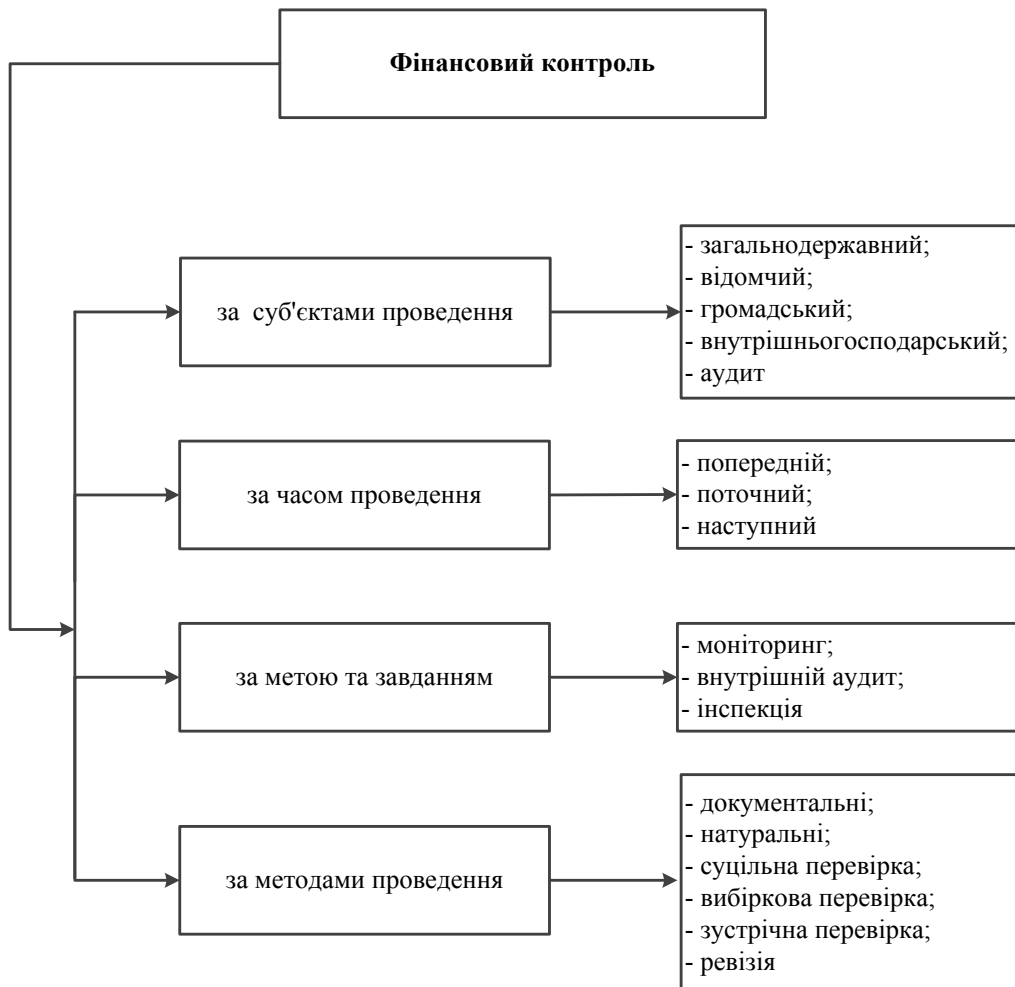 Фінансовий контроль
за суб'єктами проведення
- загальнодержавний;
- відомчий;
- громадський;
- внутрішньогосподарський;
- аудит
за часом проведення
- попередній;
- поточний;
- наступний
за метою та завданням
- моніторинг;
- внутрішній аудит;
- інспекція
за методами проведення
- документальні;
- натуральні;
- суцільна перевірка;
- вибіркова перевірка;
- зустрічна перевірка;
- ревізія